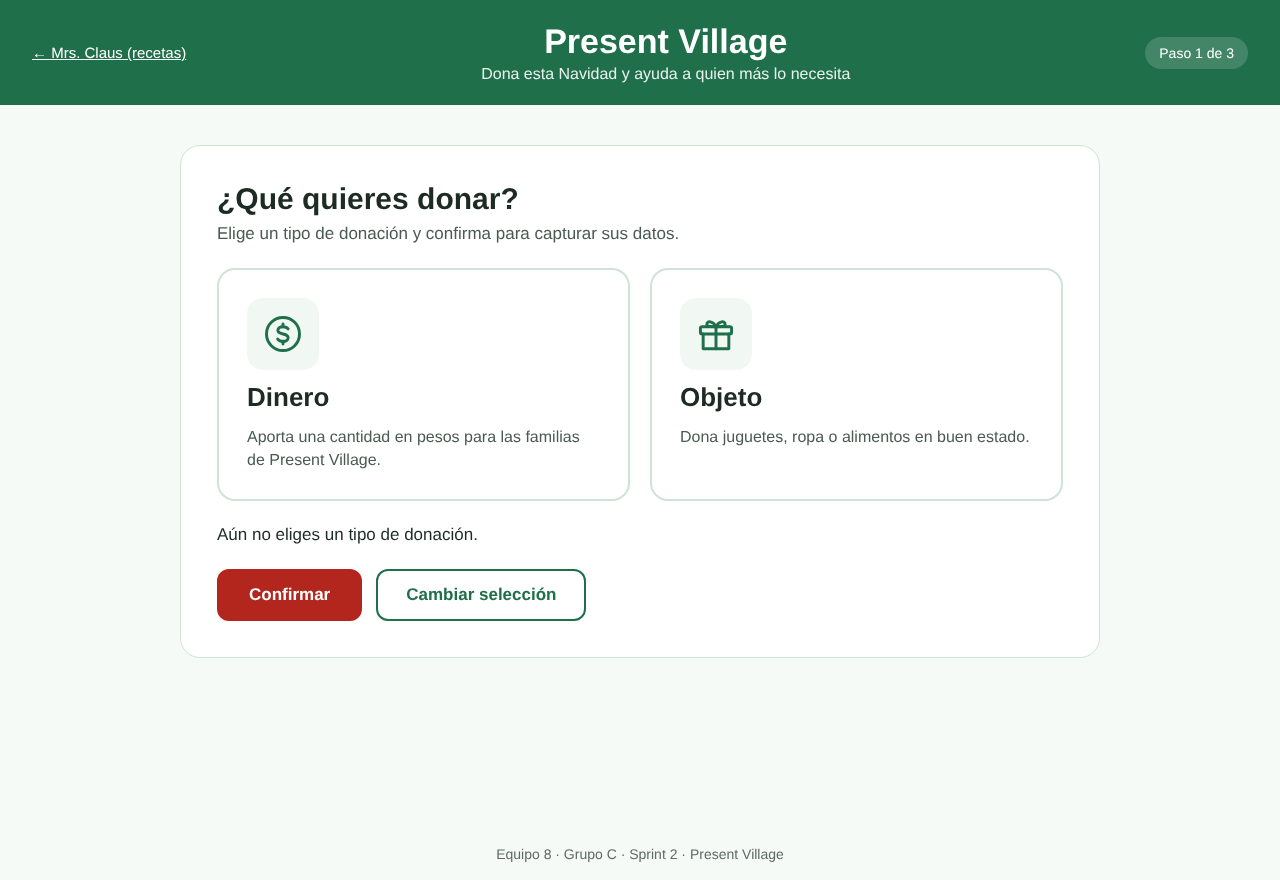 ← Mrs. Claus (recetas)
Present Village
Dona esta Navidad y ayuda a quien más lo necesita
Paso 1 de 3
¿Qué quieres donar?
Elige un tipo de donación y confirma para capturar sus datos.
Dinero
Aporta una cantidad en pesos para las familias
de Present Village.
Objeto
Dona juguetes, ropa o alimentos en buen estado.
Aún no eliges un tipo de donación.
Confirmar
Cambiar selección
Equipo 8 · Grupo C · Sprint 2 · Present Village